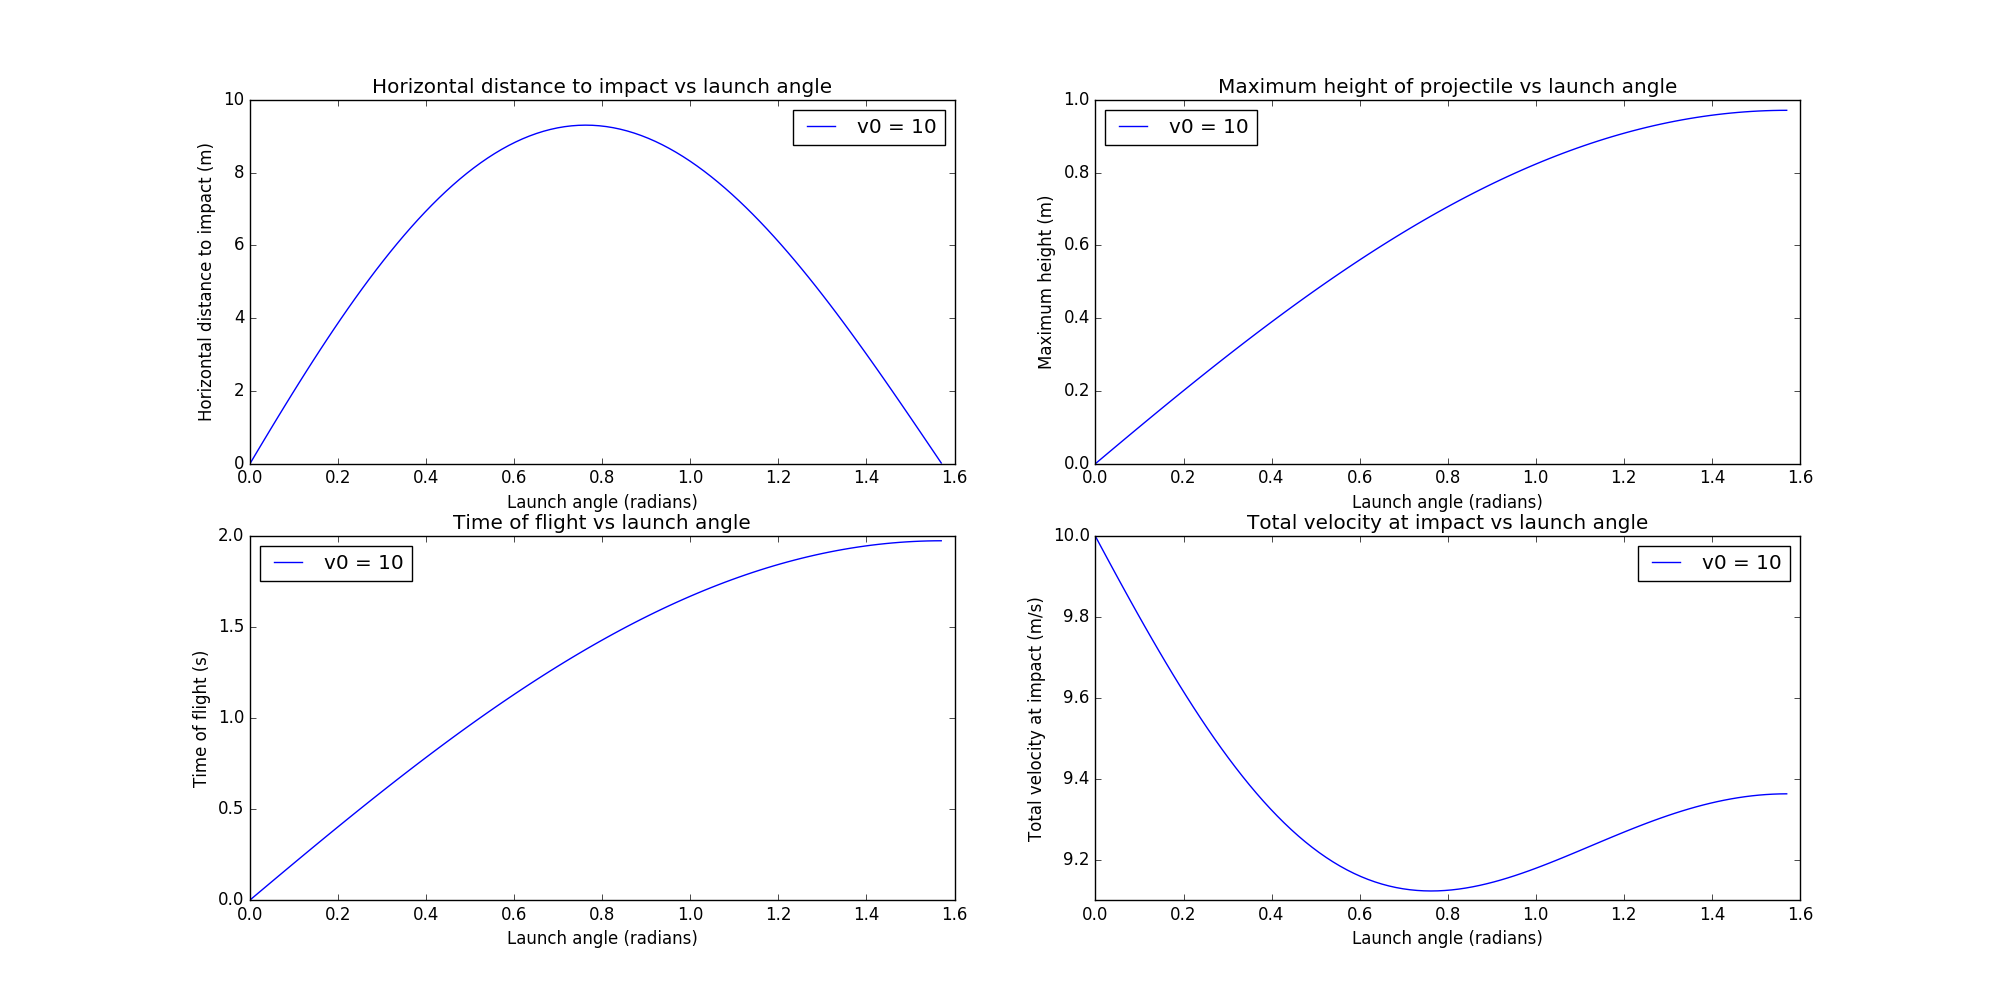 Horizontal distance to impact vs launch angle
Horizontal distance to impact (m)
10
8
6
4
2
0
v0 = 10
0.0 0.2 0.4 0.6 0.8 1.0 1.2 1.4 1.6
Launch angle (radians)
Maximum height of projectile vs launch angle
Maximum height (m)
1.0
0.8
0.6
0.4
0.2
0.0
v0 = 10
0.0 0.2 0.4 0.6 0.8 1.0 1.2 1.4 1.6
Launch angle (radians)
Time of flight vs launch angle
Time of flight (s)
2.0
1.5
1.0
0.5
0.0
v0 = 10
0.0 0.2 0.4 0.6 0.8 1.0 1.2 1.4 1.6
Launch angle (radians)
Total velocity at impact vs launch angle
Total velocity at impact (m/s)
10.0
9.8
9.6
9.4
9.2
v0 = 10
0.0 0.2 0.4 0.6 0.8 1.0 1.2 1.4 1.6
Launch angle (radians)